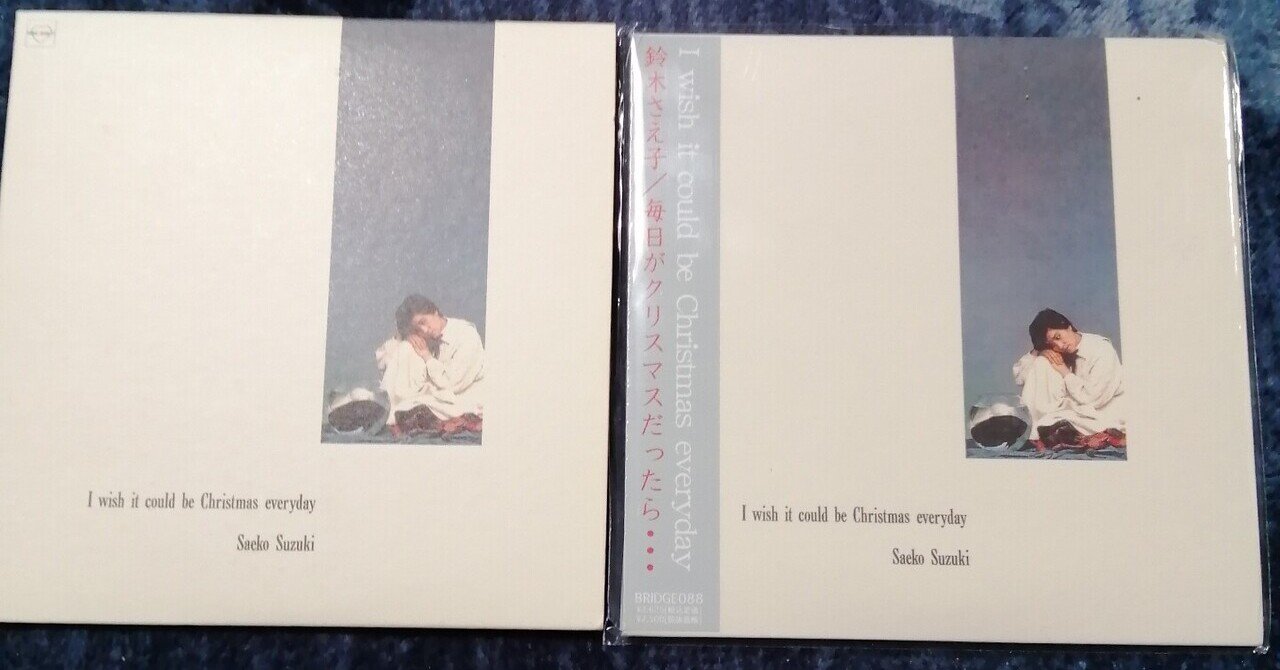 I wish it could be Christmas everyday
Saeko Suzuki
I wish it could be Christmas everyday
鈴木さえ子/毎日がクリスマスだったら・・・
BRIDGE088
I wish it could be Christmas everyday
Saeko Suzuki